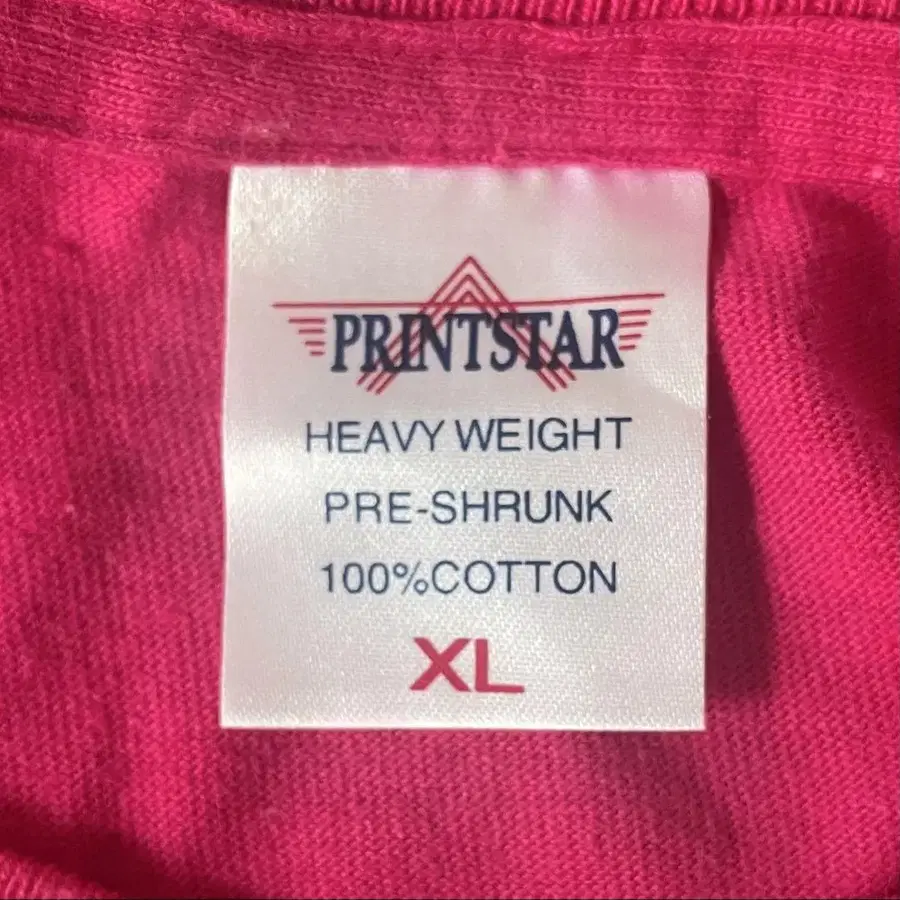 PRINTSTAR
HEAVY WEIGHT
PRE-SHRUNK
100%COTTON
XL